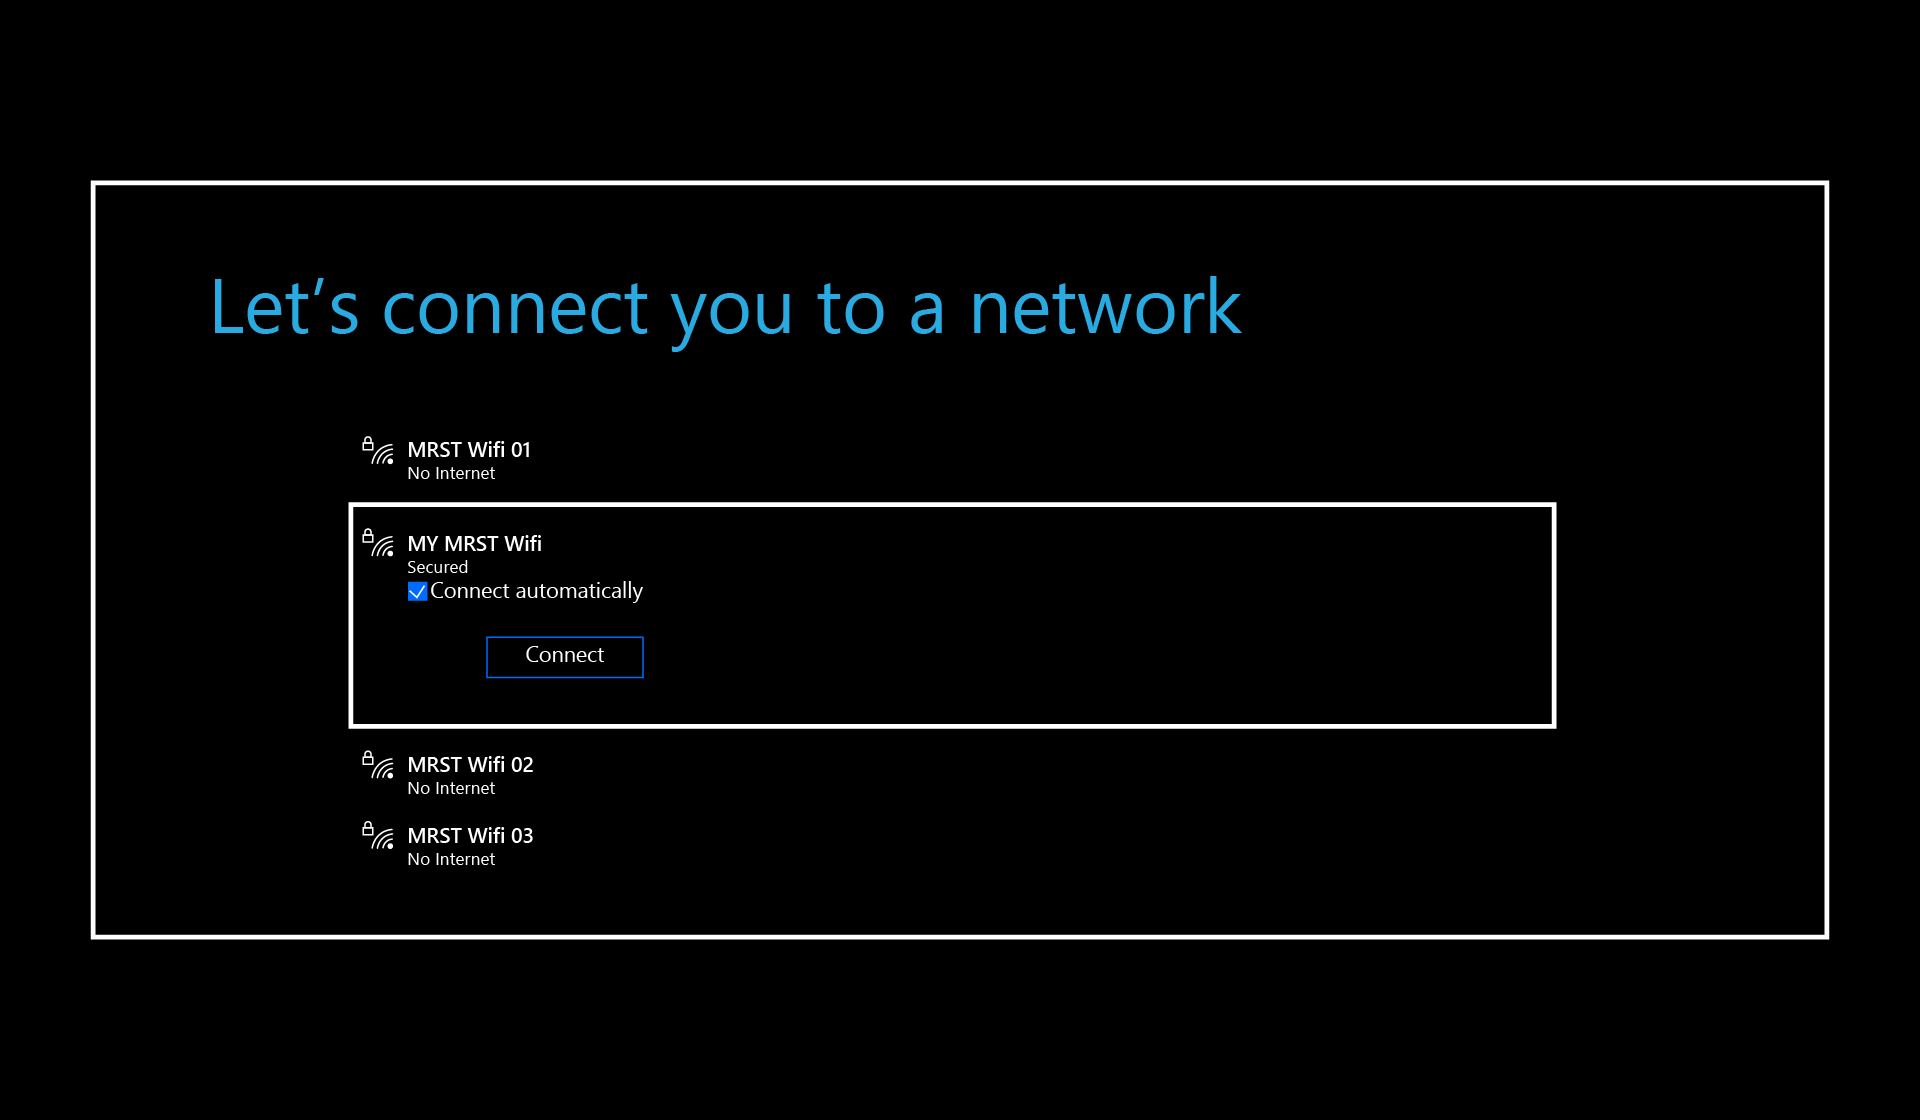 Let’s connect you to a network
MRST Wifi 01
No Internet
MY MRST Wifi
Secured
Connect automatically
Connect
MRST Wifi 02
No Internet
MRST Wifi 03
No Internet